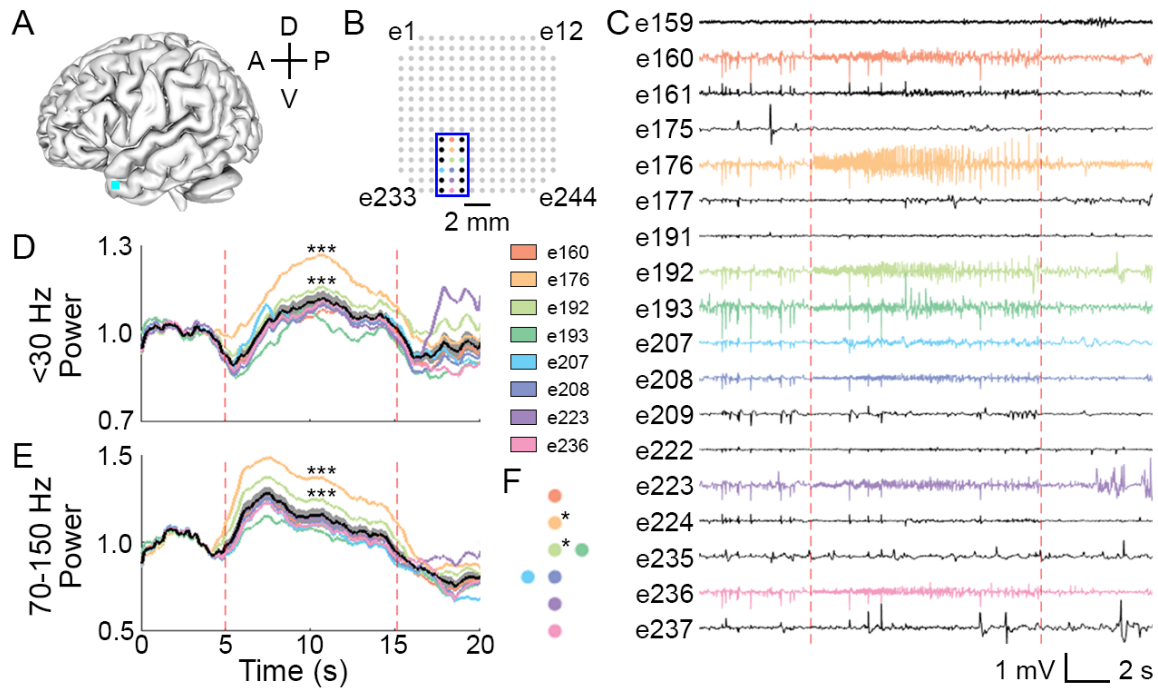 A
D
A P
V
B
e1 e12
e233 e244
2 mm
C
e159
e160
e161
e175
e176
e177
e191
e192
e193
e207
e208
e209
e222
e223
e224
e235
e236
e237
1 mV 2 s
D
1.3
1.0
0.7
<30 Hz
Power
***
***
e160
e176
e192
e193
e207
e208
e223
e236
E
1.5
1.0
0.5
70-150 Hz
Power
***
***
0 5 10 15 20
Time (s)
F
*
*